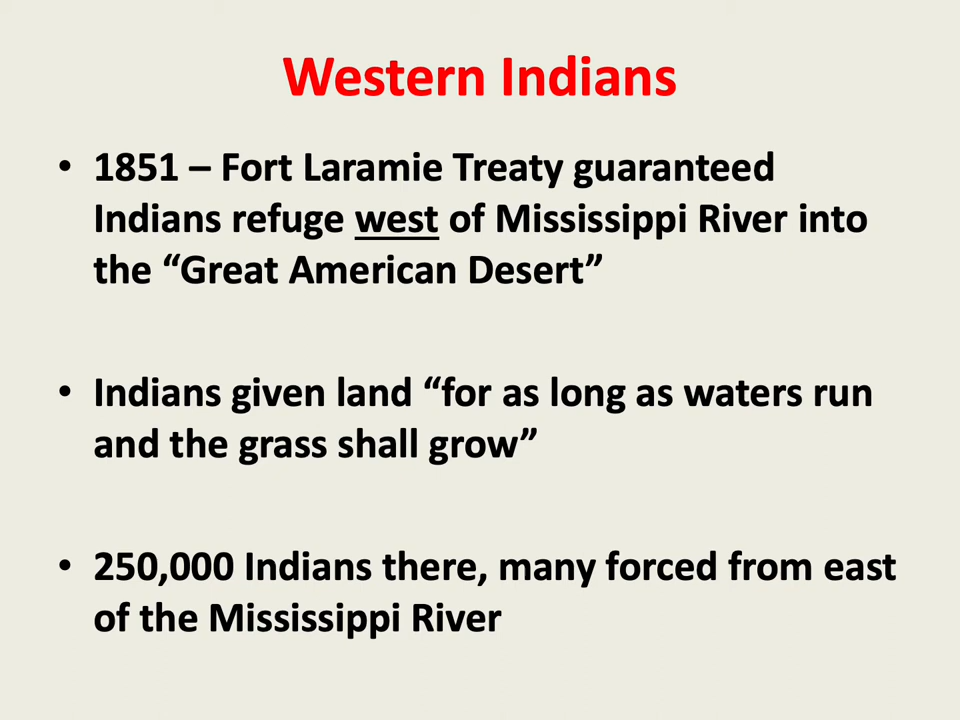 Western Indians
• 1851 – Fort Laramie Treaty guaranteed
Indians refuge west of Mississippi River into
the “Great American Desert”
• Indians given land “for as long as waters run
and the grass shall grow”
• 250,000 Indians there, many forced from east
of the Mississippi River